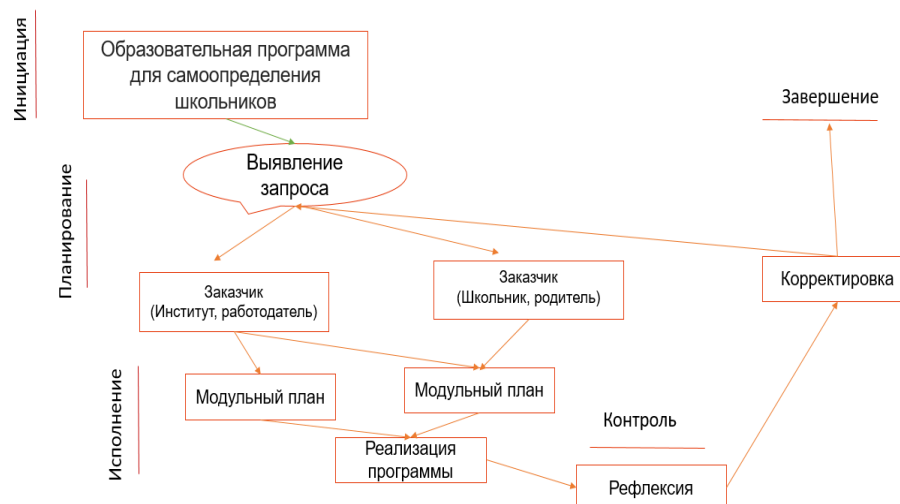 Инициация
Образовательная программа
для самоопределения
школьников
Завершение
Планирование
Выявление
запроса
Заказчик
(Институт, работодатель)
Заказчик
(Школьник, родитель)
Корректировка
Исполнение
Модульный план
Модульный план
Контроль
Реализация
программы
Рефлексия